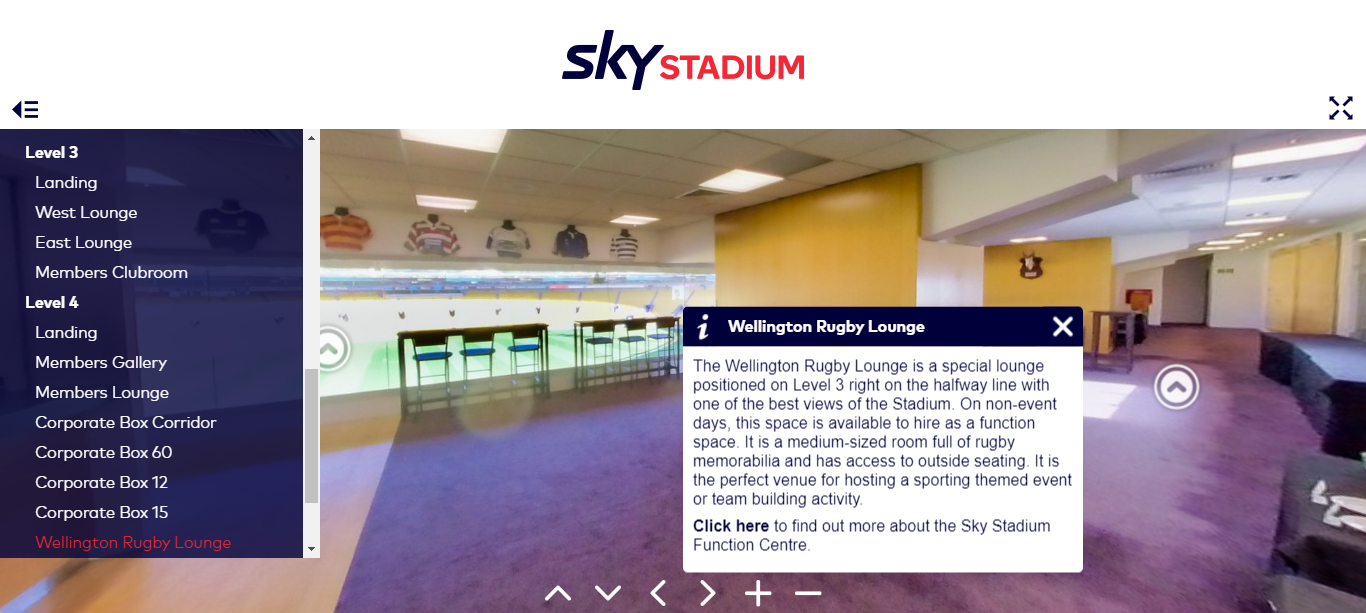 sky STADIUM
Level 3
Landing
West Lounge
East Lounge
Members Clubroom
Level 4
Landing
Members Gallery
Members Lounge
Corporate Box Corridor
Corporate Box 60
Corporate Box 12
Corporate Box 15
Wellington Rugby Lounge
i Wellington Rugby Lounge
The Wellington Rugby Lounge is a special lounge
positioned on Level 3 right on the halfway line with
one of the best views of the Stadium. On non-event
days, this space is available to hire as a function
space. It is a medium-sized room full of rugby
memorabilia and has access to outside seating. It is
the perfect venue for hosting a sporting themed event
or team building activity.
Click here to find out more about the Sky Stadium
Function Centre.